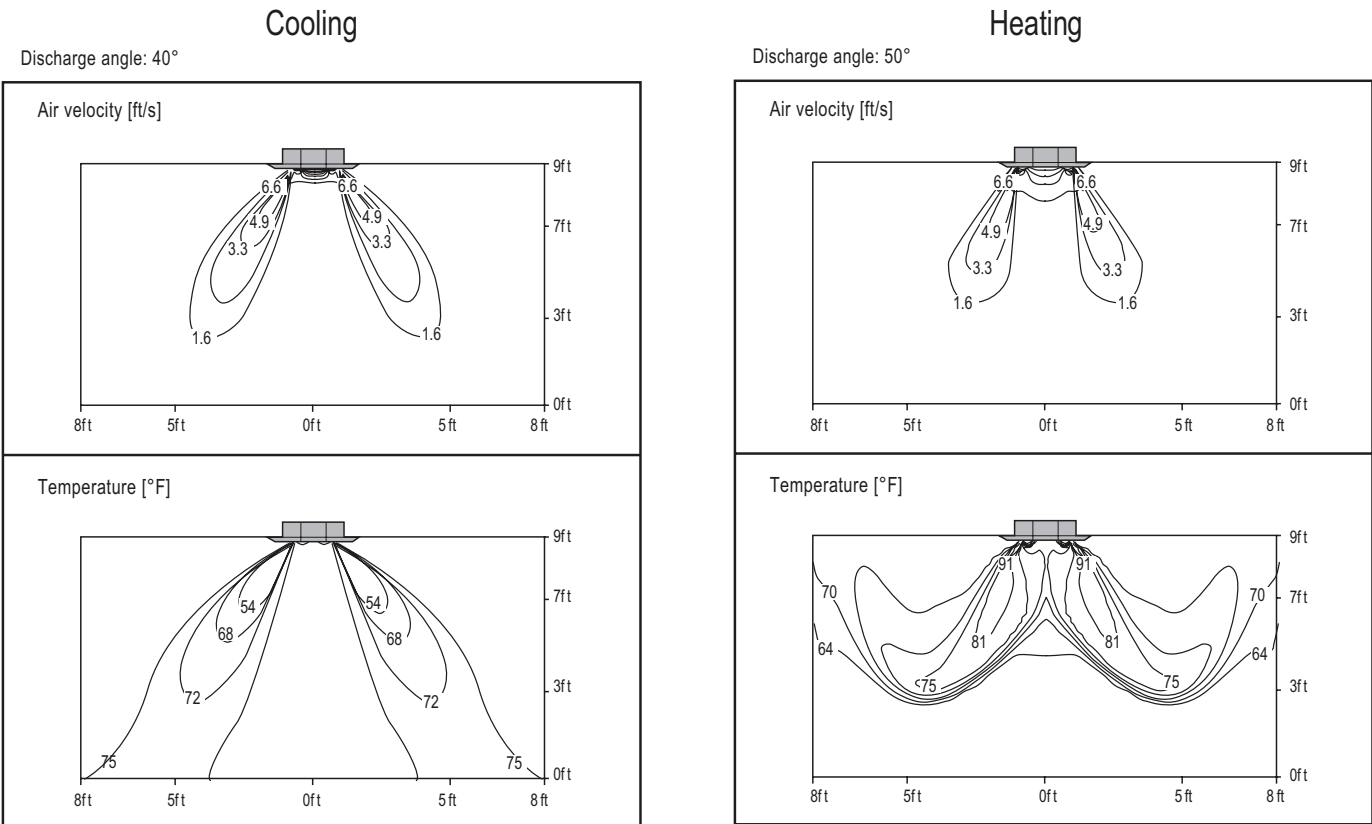 Cooling
Discharge angle: 40°
Air velocity [ft/s]
9ft
6.6 6.6
4.9 4.9
7ft
3.3 3.3
3ft
1.6 1.6
0ft
8ft 5ft 0ft 5ft 8ft
Temperature [°F]
9ft
54 54
7ft
68 68
72 72
3ft
75 75
0ft
8ft 5ft 0ft 5ft 8ft
Heating
Discharge angle: 50°
Air velocity [ft/s]
9ft
6.6 6.6
4.9 4.9
7ft
3.3 3.3
1.6 1.6
3ft
0ft
8ft 5ft 0ft 5ft 8ft
Temperature [°F]
9ft
91 91
70 70
7ft
81 81
64 64
75 75
3ft
0ft
8ft 5ft 0ft 5ft 8ft